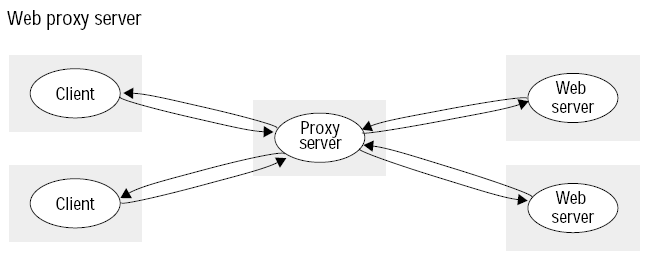 Web proxy server
Client
Web
server
Proxy
server
Client
Web
server